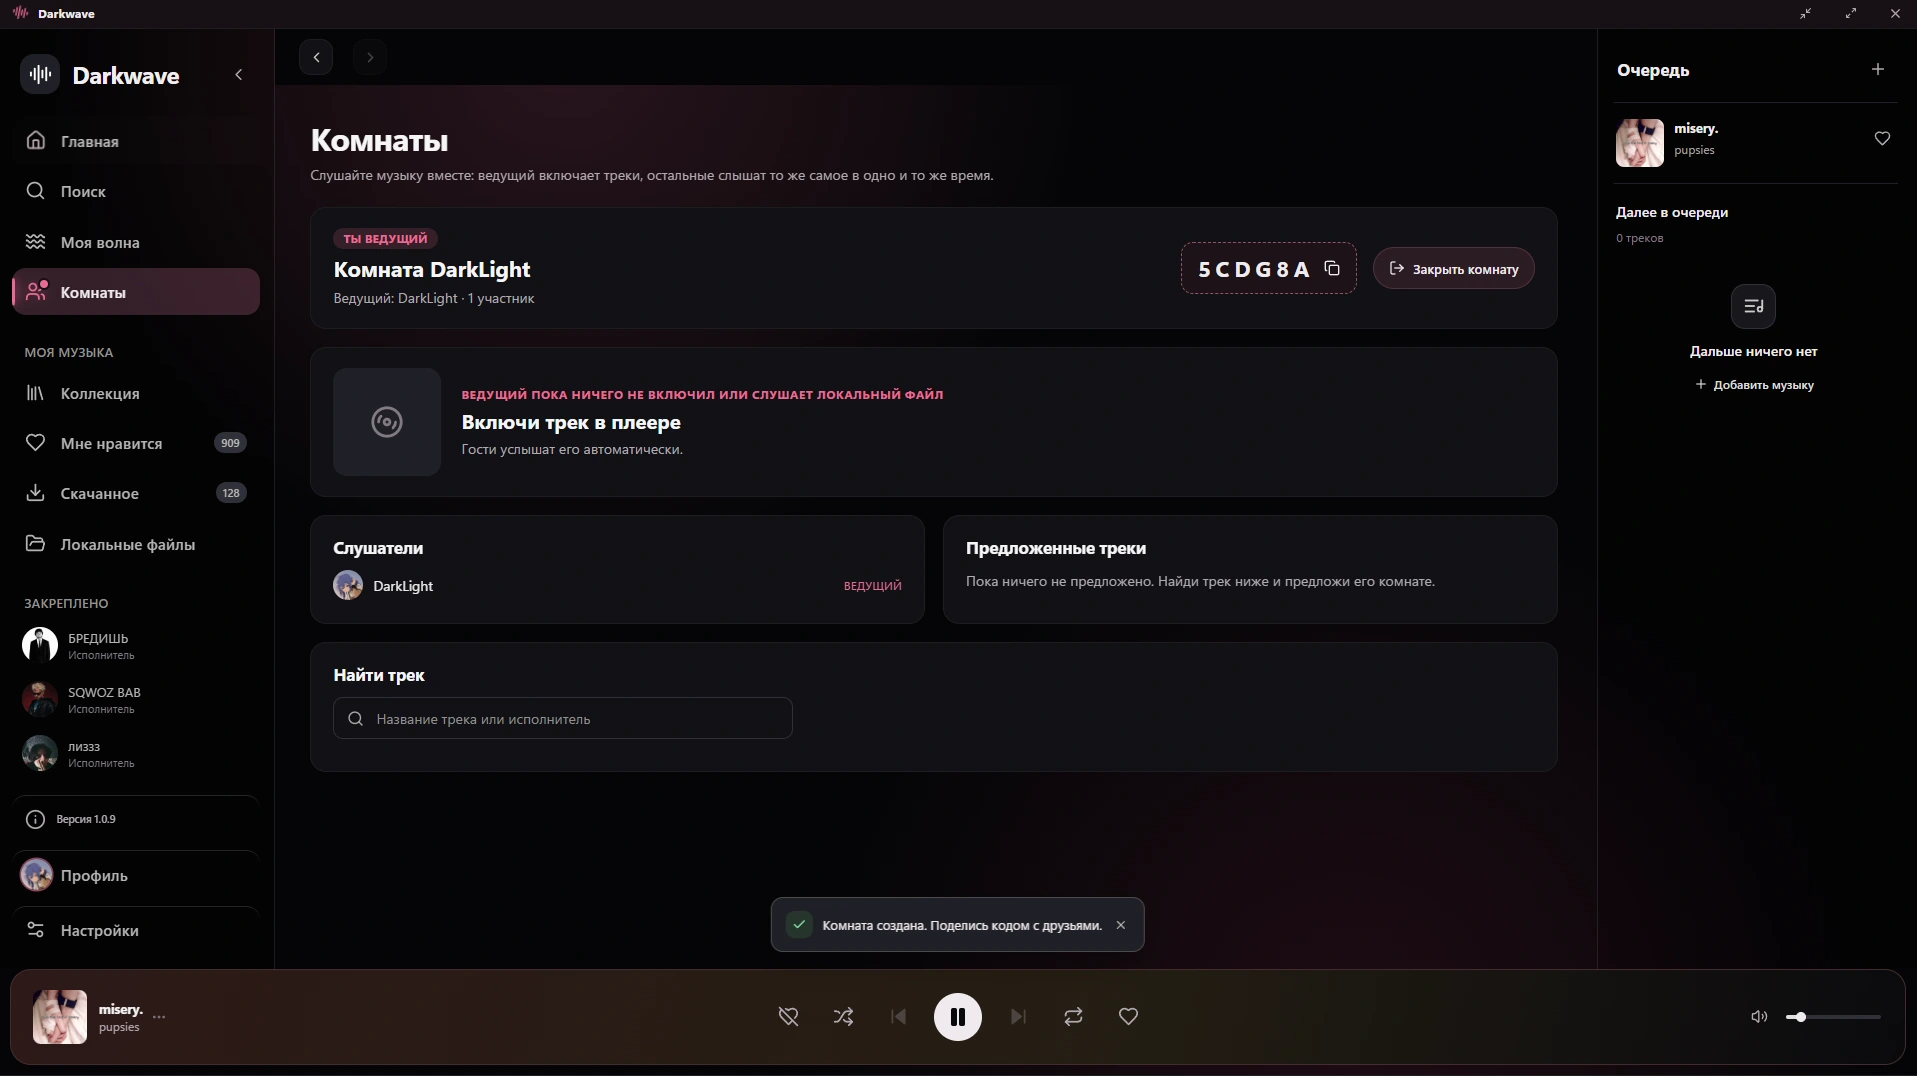 Darkwave
Darkwave
Главная
Поиск
Моя волна
Комнаты
МОЯ МУЗЫКА
Коллекция
Мне нравится 909
Скачанное 128
Локальные файлы
ЗАКРЕПЛЕНО
БРЕДИШЬ
Исполнитель
SQWOZ BAB
Исполнитель
лиззз
Исполнитель
Версия 1.0.9
Профиль
Настройки
Комнаты
Слушайте музыку вместе: ведущий включает треки, остальные слышат то же самое в одно и то же время.
ТЫ ВЕДУЩИЙ
Комната DarkLight
Ведущий: DarkLight · 1 участник
5CDG8A
Закрыть комнату
ВЕДУЩИЙ ПОКА НИЧЕГО НЕ ВКЛЮЧИЛ ИЛИ СЛУШАЕТ ЛОКАЛЬНЫЙ ФАЙЛ
Включи трек в плеере
Гости услышат его автоматически.
Слушатели
DarkLight ВЕДУЩИЙ
Предложенные треки
Пока ничего не предложено. Найди трек ниже и предложи его комнате.
Найти трек
Название трека или исполнитель
Комната создана. Поделись кодом с друзьями.
Очередь
misery.
pupsies
Далее в очереди
0 треков
Дальше ничего нет
Добавить музыку
misery.
pupsies